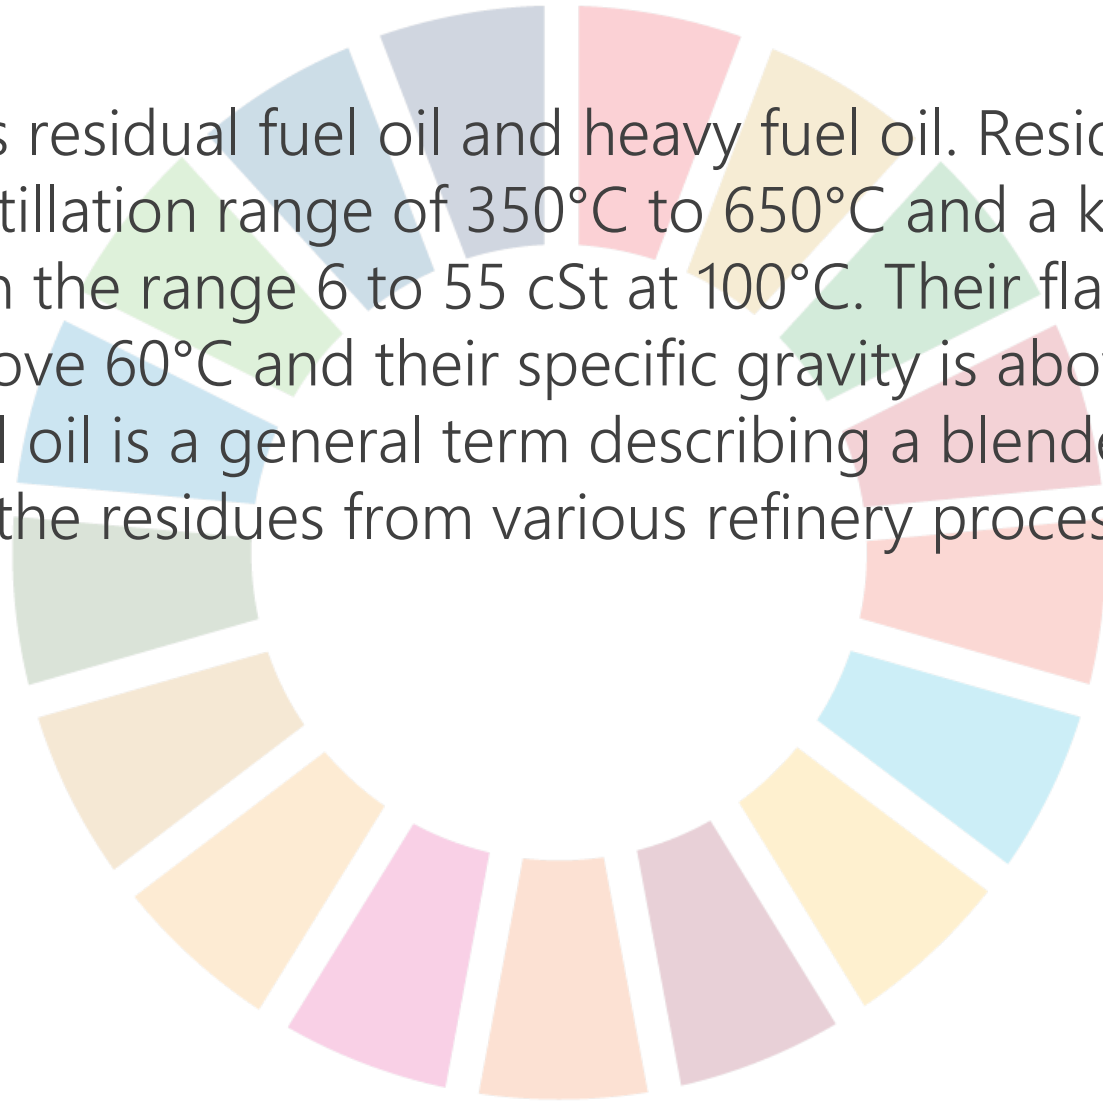 s residual fuel oil and heavy fuel oil. Resid
tillation range of 350°C to 650°C and a k
n the range 6 to 55 cSt at 100°C. Their fla
ove 60°C and their specific gravity is abo
l oil is a general term describing a blende
the residues from various refinery proces